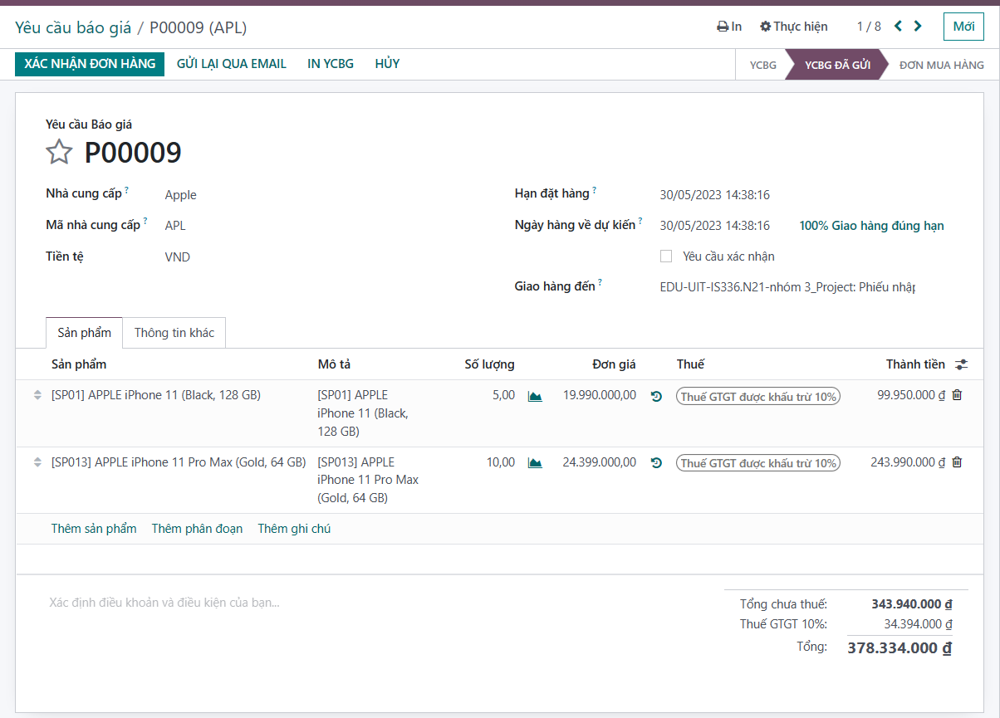 Yêu cầu báo giá / P00009 (APL)
In
Thực hiện
1 / 8
Mới
XÁC NHẬN ĐƠN HÀNG
GỬI LẠI QUA EMAIL
IN YCBG
HỦY
YCBG
YCBG ĐÃ GỬI
ĐƠN MUA HÀNG
Yêu cầu Báo giá
P00009
Nhà cung cấp ? Apple
Mã nhà cung cấp ? APL
Tiền tệ VND
Hạn đặt hàng ? 30/05/2023 14:38:16
Ngày hàng về dự kiến ? 30/05/2023 14:38:16 100% Giao hàng đúng hạn
Yêu cầu xác nhận
Giao hàng đến ? EDU-UIT-IS336.N21-nhóm 3_Project: Phiếu nhập
Sản phẩm
Thông tin khác
Sản phẩm Mô tả Số lượng Đơn giá Thuế Thành tiền
[SP01] APPLE iPhone 11 (Black, 128 GB) [SP01] APPLE 5,00 19.990.000,00 Thuế GTGT được khấu trừ 10% 99.950.000 ₫
iPhone 11 (Black,
128 GB)
[SP013] APPLE iPhone 11 Pro Max (Gold, 64 GB) [SP013] APPLE 10,00 24.399.000,00 Thuế GTGT được khấu trừ 10% 243.990.000 ₫
iPhone 11 Pro Max
(Gold, 64 GB)
Thêm sản phẩm Thêm phân đoạn Thêm ghi chú
Xác định điều khoản và điều kiện của bạn...
Tổng chưa thuế: 343.940.000 ₫
Thuế GTGT 10%: 34.394.000 ₫
Tổng: 378.334.000 ₫